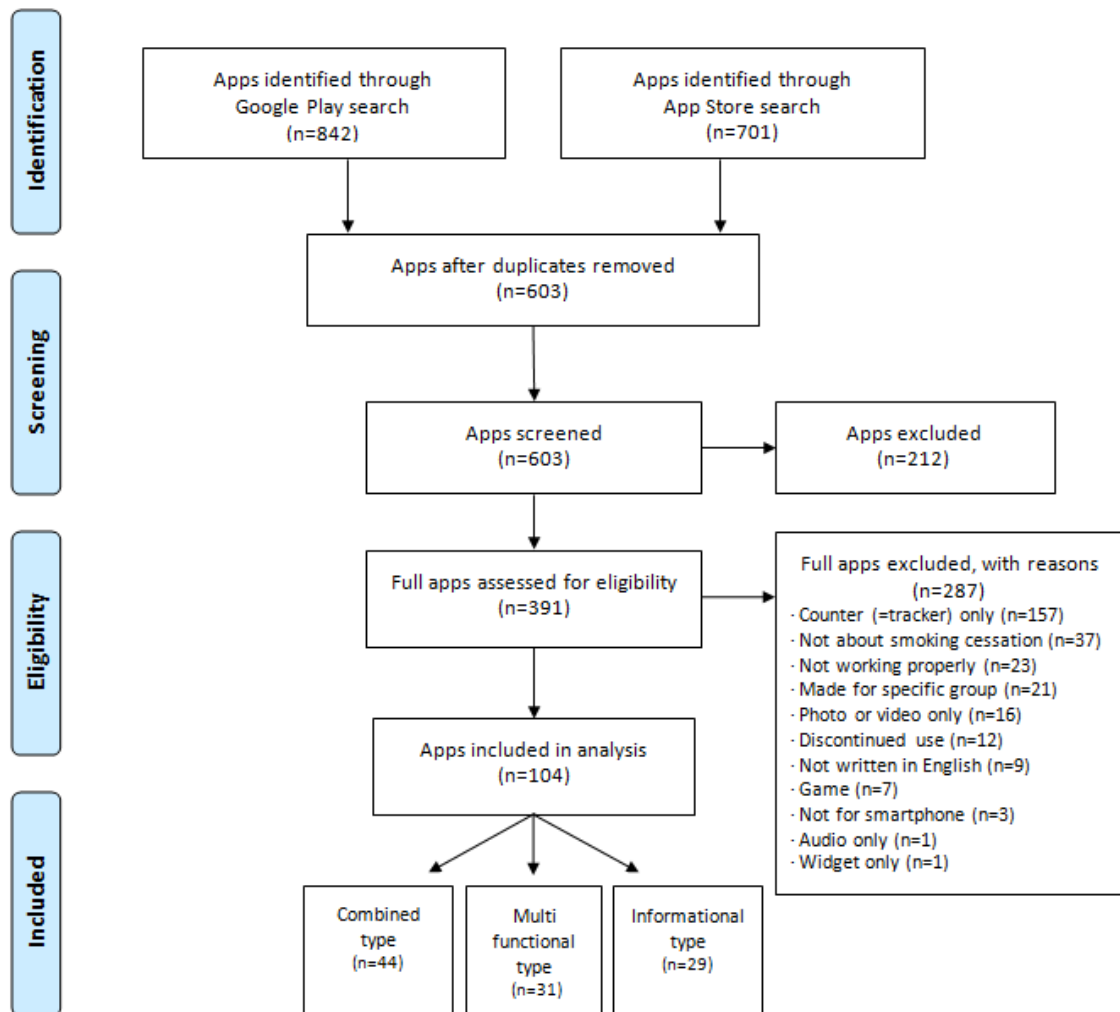 Identification
Apps identified through
Google Play search
(n=842)
Apps identified through
App Store search
(n=701)
Apps after duplicates removed
(n=603)
Screening
Apps screened
(n=603)
Apps excluded
(n=212)
Eligibility
Full apps assessed for eligibility
(n=391)
Full apps excluded, with reasons
(n=287)
· Counter (=tracker) only (n=157)
· Not about smoking cessation (n=37)
· Not working properly (n=23)
· Made for specific group (n=21)
· Photo or video only (n=16)
· Discontinued use (n=12)
· Not written in English (n=9)
· Game (n=7)
· Not for smartphone (n=3)
· Audio only (n=1)
· Widget only (n=1)
Apps included in analysis
(n=104)
Included
Combined
type
(n=44)
Multi
functional
type
(n=31)
Informational
type
(n=29)